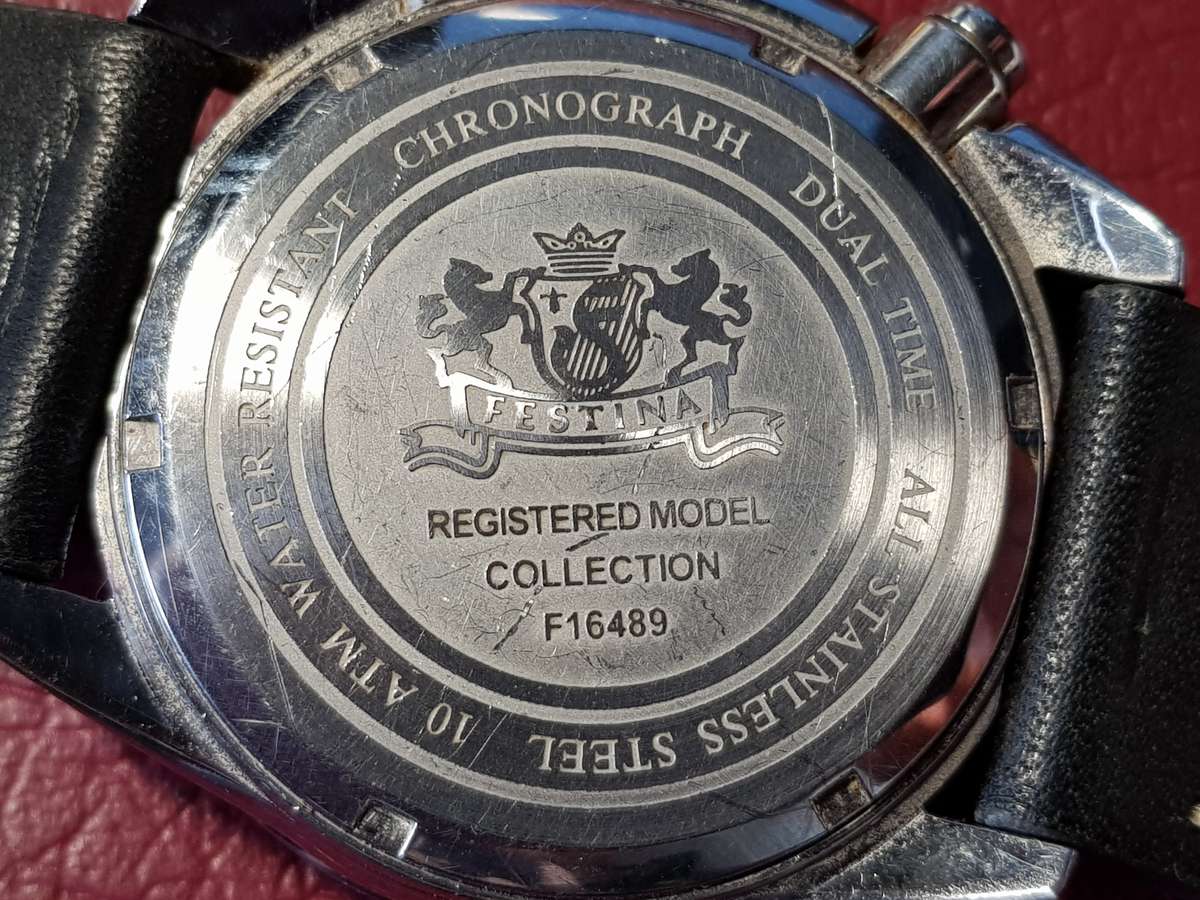 CHRONOGRAPH DUAL TIME ALL STAINLESS STEEL 10 ATM WATER RESISTANT
FESTINA
REGISTERED MODEL
COLLECTION
F16489